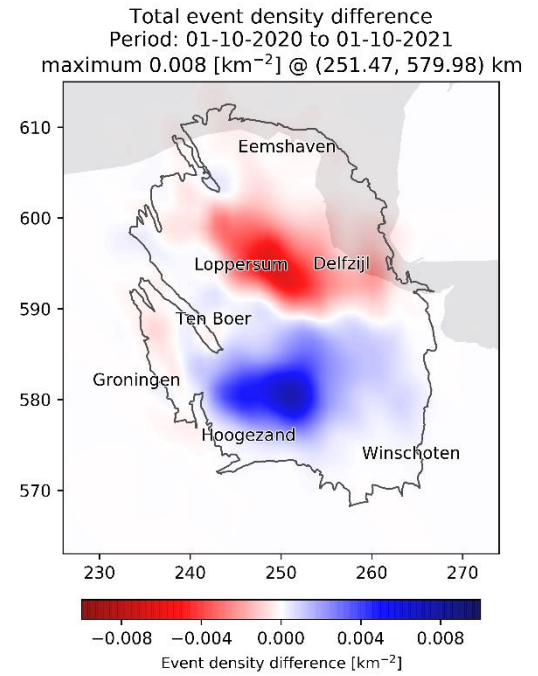 Total event density difference
Period: 01-10-2020 to 01-10-2021
maximum 0.008 [km⁻²] @ (251.47, 579.98) km
610
Eemshaven
600
Loppersum Delfzijl
590
Ten Boer
Groningen
580
Hoogezand
Winschoten
570
230 240 250 260 270
−0.008 −0.004 0.000 0.004 0.008
Event density difference [km⁻²]